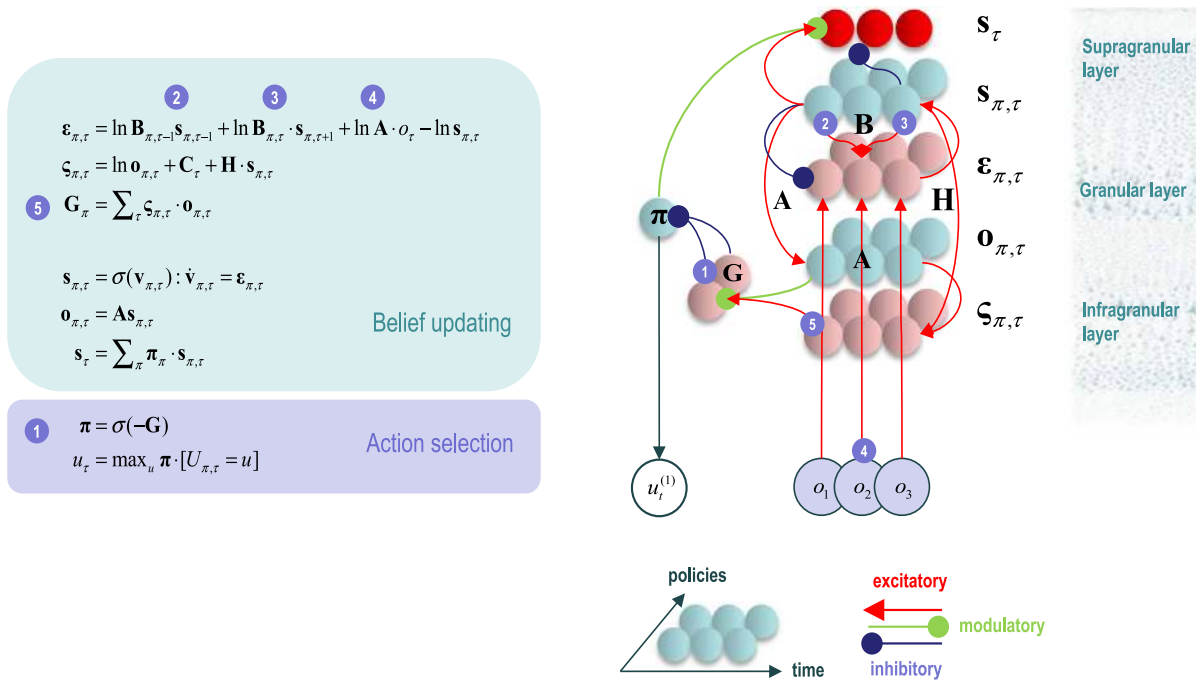 2 3 4
ε_{π,τ} = ln B_{π,τ−1} s_{π,τ−1} + ln B_{π,τ} · s_{π,τ+1} + ln A · o_τ − ln s_{π,τ}
ς_{π,τ} = ln o_{π,τ} + C_τ + H · s_{π,τ}
5 G_π = ∑_τ ς_{π,τ} · o_{π,τ}
s_{π,τ} = σ(v_{π,τ}) : v̇_{π,τ} = ε_{π,τ}
o_{π,τ} = As_{π,τ}
s_τ = ∑_π π_π · s_{π,τ}
Belief updating
1 π = σ(−G)
u_τ = max_u π · [U_{π,τ} = u]
Action selection
s_τ
s_{π,τ}
2 B 3
ε_{π,τ}
A H
π
o_{π,τ}
1 G A
5 ς_{π,τ}
4
u_t^{(1)}
o_1 o_2 o_3
Supragranular
layer
Granular layer
Infragranular
layer
policies
time
excitatory
modulatory
inhibitory